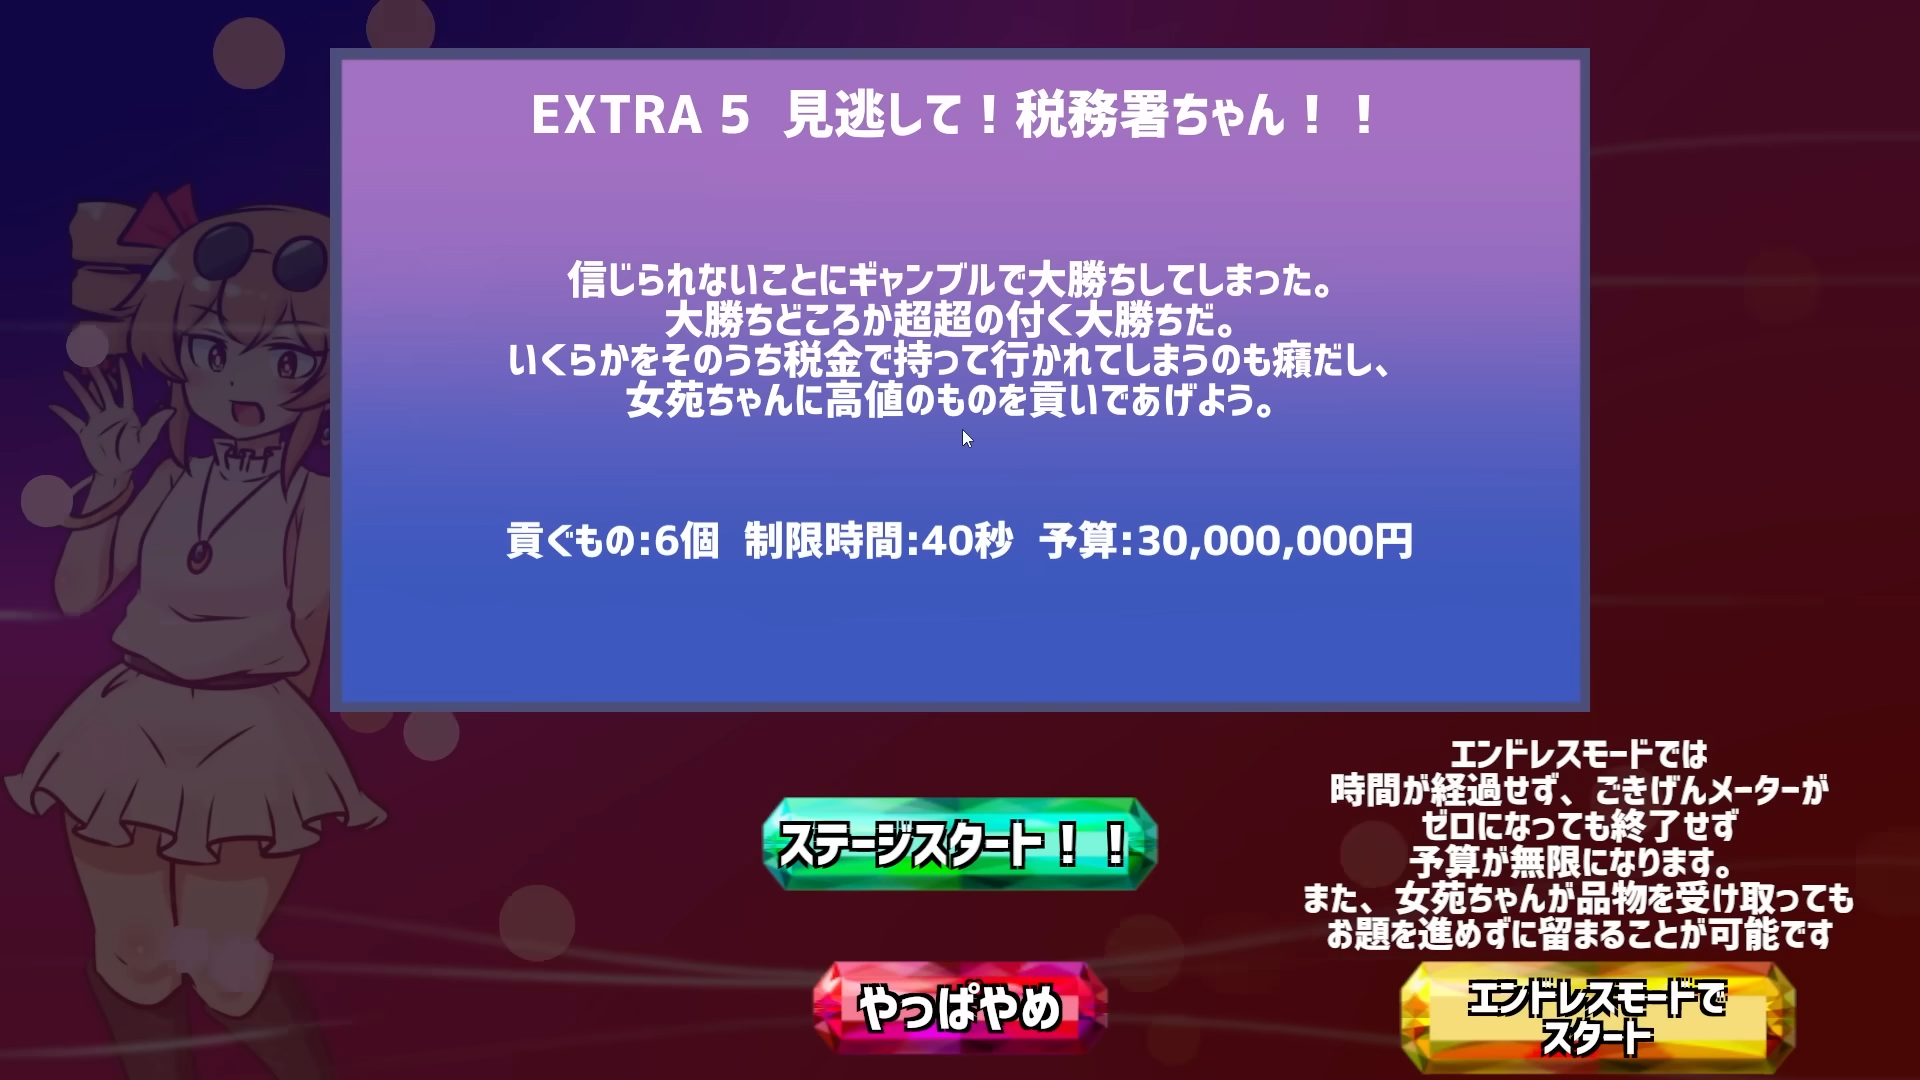 EXTRA 5 見逃して！税務署ちゃん！！
信じられないことにギャンブルで大勝ちしてしまった。
大勝ちどころか超超の付く大勝ちだ。
いくらかをそのうち税金で持って行かれてしまうのも癪だし、
女苑ちゃんに高値のものを貢いであげよう。
貢ぐもの:6個 制限時間:40秒 予算:30,000,000円
ステージスタート！！
やっぱやめ
エンドレスモードでは
時間が経過せず、ごきげんメーターが
ゼロになっても終了せず
予算が無限になります。
また、女苑ちゃんが品物を受け取っても
お題を進めずに留まることが可能です
エンドレスモードで
スタート